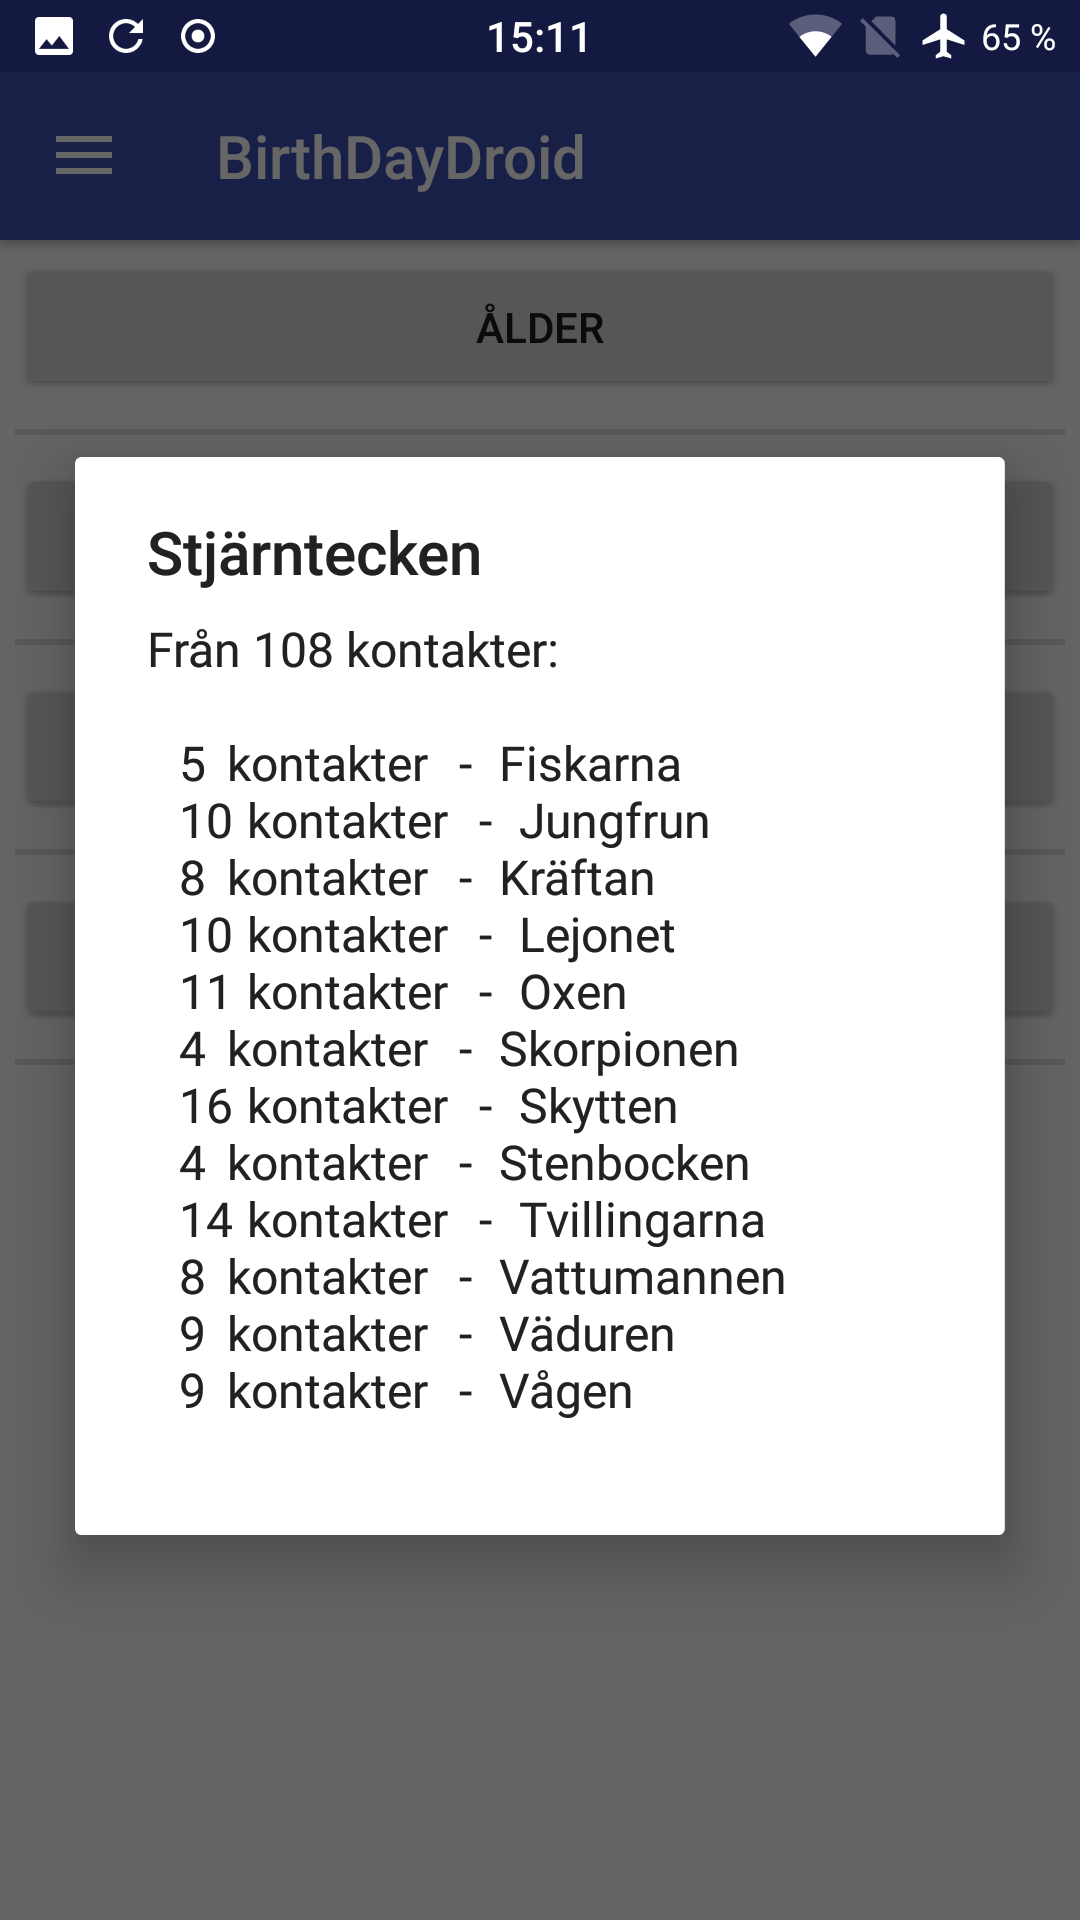 15:11
65 %
BirthDayDroid
ÅLDER
Stjärntecken
Från 108 kontakter:
5 kontakter - Fiskarna
10 kontakter - Jungfrun
8 kontakter - Kräftan
10 kontakter - Lejonet
11 kontakter - Oxen
4 kontakter - Skorpionen
16 kontakter - Skytten
4 kontakter - Stenbocken
14 kontakter - Tvillingarna
8 kontakter - Vattumannen
9 kontakter - Väduren
9 kontakter - Vågen